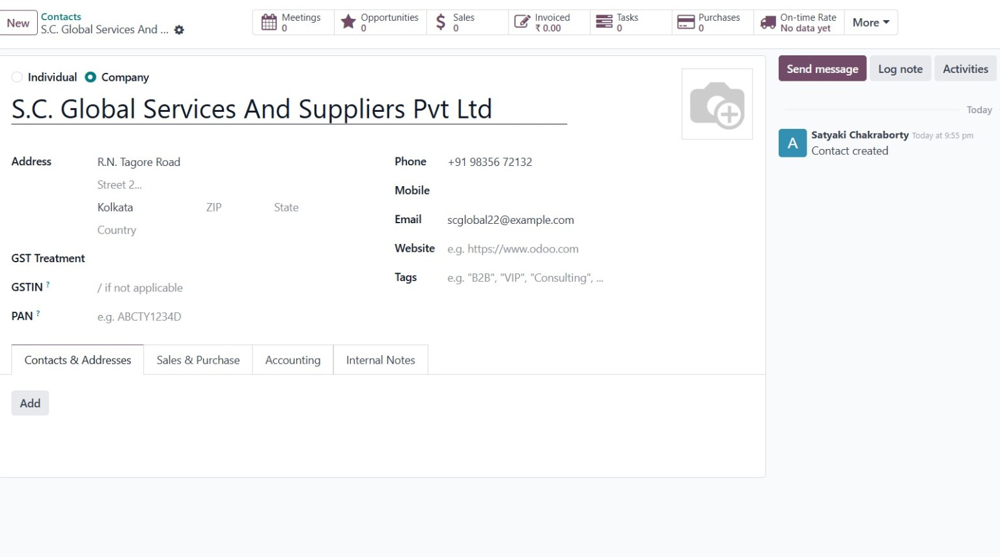 New
Contacts
S.C. Global Services And ...
Meetings
0
Opportunities
0
Sales
0
Invoiced
₹ 0.00
Tasks
0
Purchases
0
On-time Rate
No data yet
More
Individual Company
S.C. Global Services And Suppliers Pvt Ltd
Address R.N. Tagore Road
Street 2...
Kolkata ZIP State
Country
GST Treatment
GSTIN ? / if not applicable
PAN ? e.g. ABCTY1234D
Phone +91 98356 72132
Mobile
Email scglobal22@example.com
Website e.g. https://www.odoo.com
Tags e.g. "B2B", "VIP", "Consulting", ...
Contacts & Addresses Sales & Purchase Accounting Internal Notes
Add
Send message Log note Activities
Today
A
Satyaki Chakraborty Today at 9:55 pm
Contact created